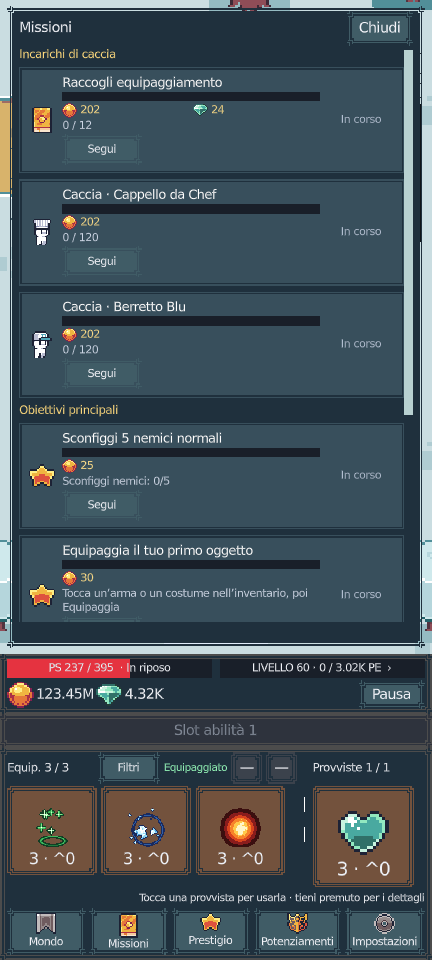 Missioni
Chiudi
Incarichi di caccia
Raccogli equipaggiamento
202
24
0 / 12
In corso
Segui
Caccia · Cappello da Chef
202
0 / 120
In corso
Segui
Caccia · Berretto Blu
202
0 / 120
In corso
Segui
Obiettivi principali
Sconfiggi 5 nemici normali
25
Sconfiggi nemici: 0/5
In corso
Segui
Equipaggia il tuo primo oggetto
30
Tocca un'arma o un costume nell'inventario, poi
Equipaggia
In corso
PS 237 / 395 · In riposo
LIVELLO 60 · 0 / 3.02K PE ›
123.45M
4.32K
Pausa
Slot abilità 1
Equip. 3 / 3
Filtri
Equipaggiato
— —
Provviste 1 / 1
3 · ^0
3 · ^0
3 · ^0
3 · ^0
Tocca una provvista per usarla · tieni premuto per i dettagli
Mondo
Missioni
Prestigio
Potenziamenti
Impostazioni